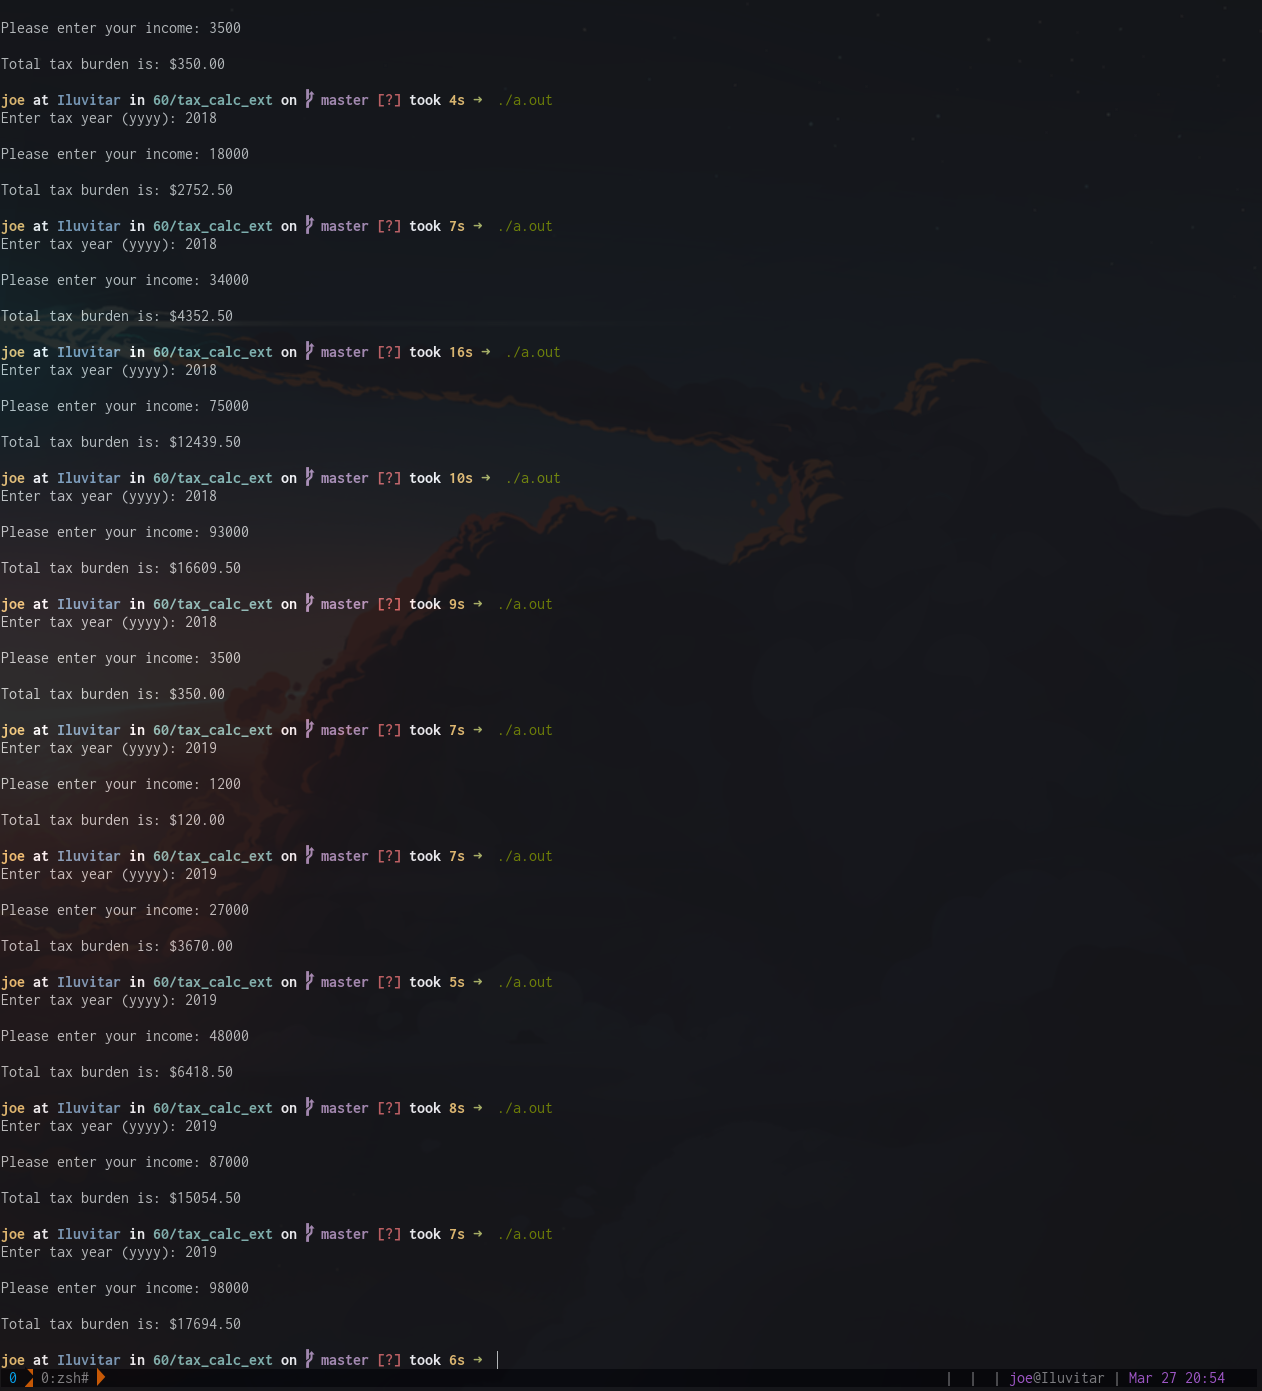 Please enter your income: 3500
Total tax burden is: $350.00
joe at Iluvitar in 60/tax_calc_ext on master [?] took 4s → ./a.out
Enter tax year (yyyy): 2018
Please enter your income: 18000
Total tax burden is: $2752.50
joe at Iluvitar in 60/tax_calc_ext on master [?] took 7s → ./a.out
Enter tax year (yyyy): 2018
Please enter your income: 34000
Total tax burden is: $4352.50
joe at Iluvitar in 60/tax_calc_ext on master [?] took 16s → ./a.out
Enter tax year (yyyy): 2018
Please enter your income: 75000
Total tax burden is: $12439.50
joe at Iluvitar in 60/tax_calc_ext on master [?] took 10s → ./a.out
Enter tax year (yyyy): 2018
Please enter your income: 93000
Total tax burden is: $16609.50
joe at Iluvitar in 60/tax_calc_ext on master [?] took 9s → ./a.out
Enter tax year (yyyy): 2018
Please enter your income: 3500
Total tax burden is: $350.00
joe at Iluvitar in 60/tax_calc_ext on master [?] took 7s → ./a.out
Enter tax year (yyyy): 2019
Please enter your income: 1200
Total tax burden is: $120.00
joe at Iluvitar in 60/tax_calc_ext on master [?] took 7s → ./a.out
Enter tax year (yyyy): 2019
Please enter your income: 27000
Total tax burden is: $3670.00
joe at Iluvitar in 60/tax_calc_ext on master [?] took 5s → ./a.out
Enter tax year (yyyy): 2019
Please enter your income: 48000
Total tax burden is: $6418.50
joe at Iluvitar in 60/tax_calc_ext on master [?] took 8s → ./a.out
Enter tax year (yyyy): 2019
Please enter your income: 87000
Total tax burden is: $15054.50
joe at Iluvitar in 60/tax_calc_ext on master [?] took 7s → ./a.out
Enter tax year (yyyy): 2019
Please enter your income: 98000
Total tax burden is: $17694.50
joe at Iluvitar in 60/tax_calc_ext on master [?] took 6s →
0 0:zsh# | | | joe@Iluvitar | Mar 27 20:54